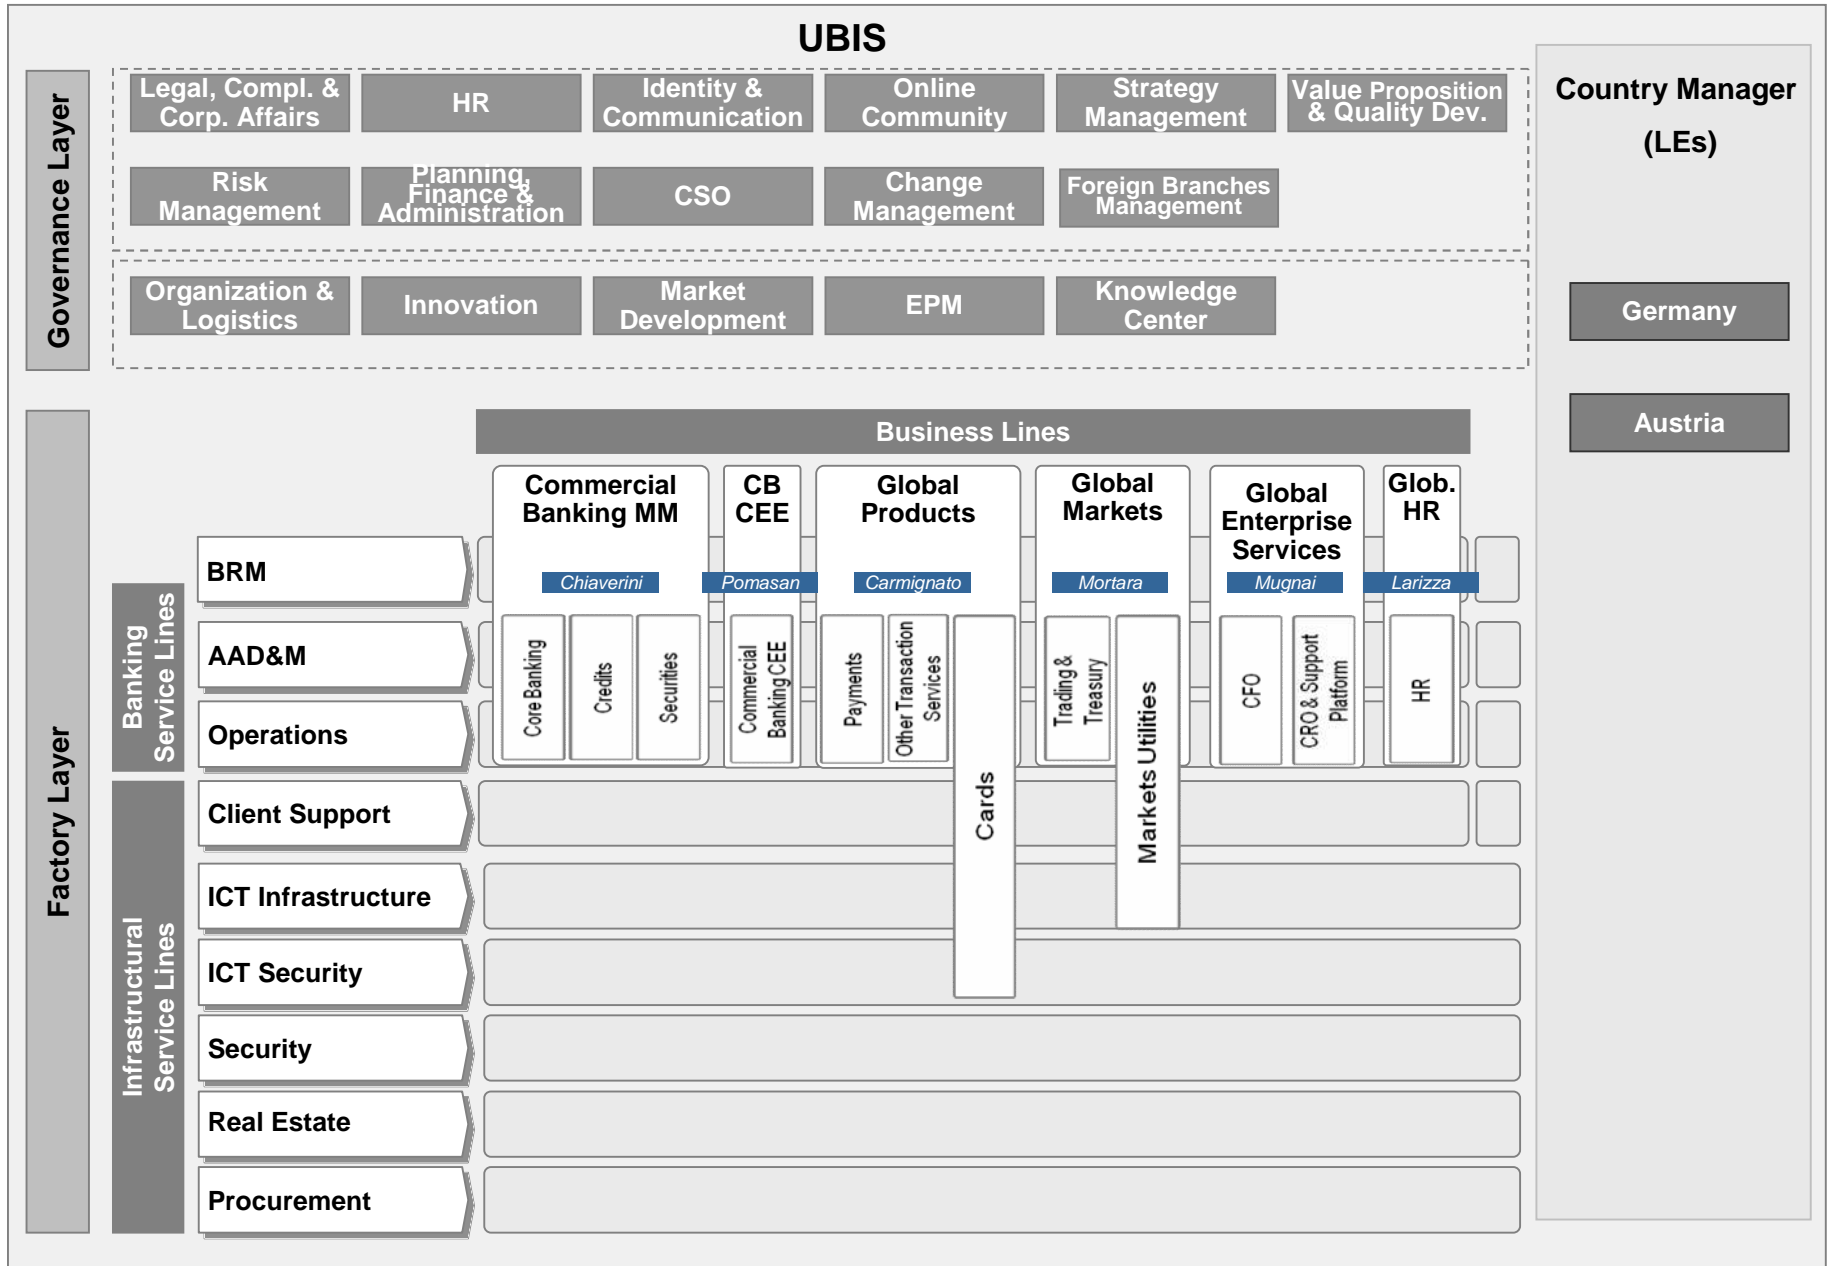 UBIS
Governance Layer
Legal, Compl. &
Corp. Affairs
HR
Identity &
Communication
Online
Community
Strategy
Management
Value Proposition
& Quality Dev.
Risk
Management
Planning,
Finance &
Administration
CSO
Change
Management
Foreign Branches
Management
Organization &
Logistics
Innovation
Market
Development
EPM
Knowledge
Center
Country Manager
(LEs)
Germany
Austria
Factory Layer
Business Lines
Commercial
Banking MM
CB
CEE
Global
Products
Global
Markets
Global
Enterprise
Services
Glob.
HR
Chiaverini
Pomasan
Carmignato
Mortara
Mugnai
Larizza
Core Banking
Credits
Securities
Commercial
Banking CEE
Payments
Other Transaction
Services
Cards
Trading &
Treasury
Markets Utilities
CFO
CRO & Support
Platform
HR
Banking
Service Lines
BRM
AAD&M
Operations
Infrastructural
Service Lines
Client Support
ICT Infrastructure
ICT Security
Security
Real Estate
Procurement